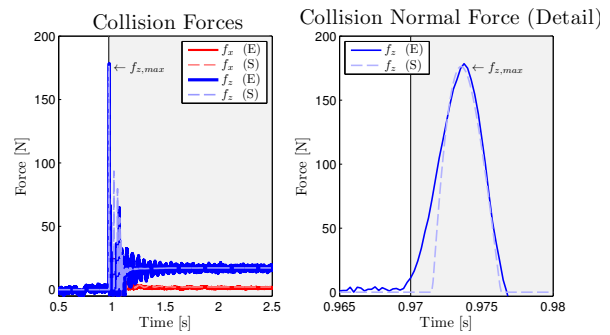 Collision Forces
200
150
100
50
0
0.5 1 1.5 2 2.5
Force [N]
Time [s]
← f_{z,max}
f_x (E)
f_x (S)
f_z (E)
f_z (S)
Collision Normal Force (Detail)
200
150
100
50
0
0.965 0.97 0.975 0.98
Force [N]
Time [s]
f_z (E)
f_z (S)
← f_{z,max}